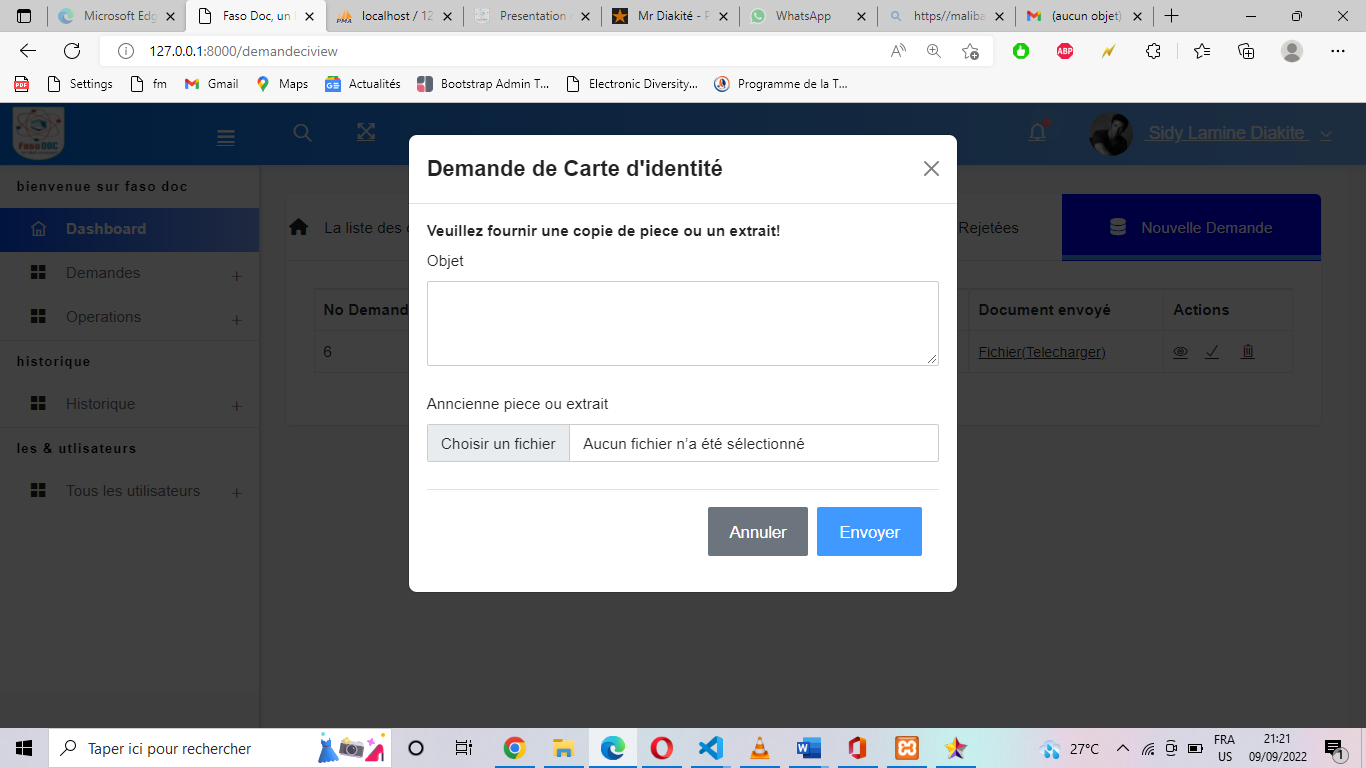 Microsoft Edg
Faso Doc, un
localhost / 12
Presentation
Mr Diakité - P
WhatsApp
https//maliba
(aucun objet)
127.0.0.1:8000/demandeciview
Settings
fm
Gmail
Maps
Actualités
Bootstrap Admin T...
Electronic Diversity...
Programme de la T...
Faso DOC
Sidy Lamine Diakite
bienvenue sur faso doc
Dashboard
Demandes
Operations
historique
Historique
les & utlisateurs
Tous les utilisateurs
La liste des
Rejetées
Nouvelle Demande
No Demand
Document envoyé
Actions
6
Fichier(Telecharger)
Demande de Carte d'identité
Veuillez fournir une copie de piece ou un extrait!
Objet
Anncienne piece ou extrait
Choisir un fichier
Aucun fichier n'a été sélectionné
Annuler
Envoyer
Taper ici pour rechercher
27°C
FRA
US
21:21
09/09/2022
1